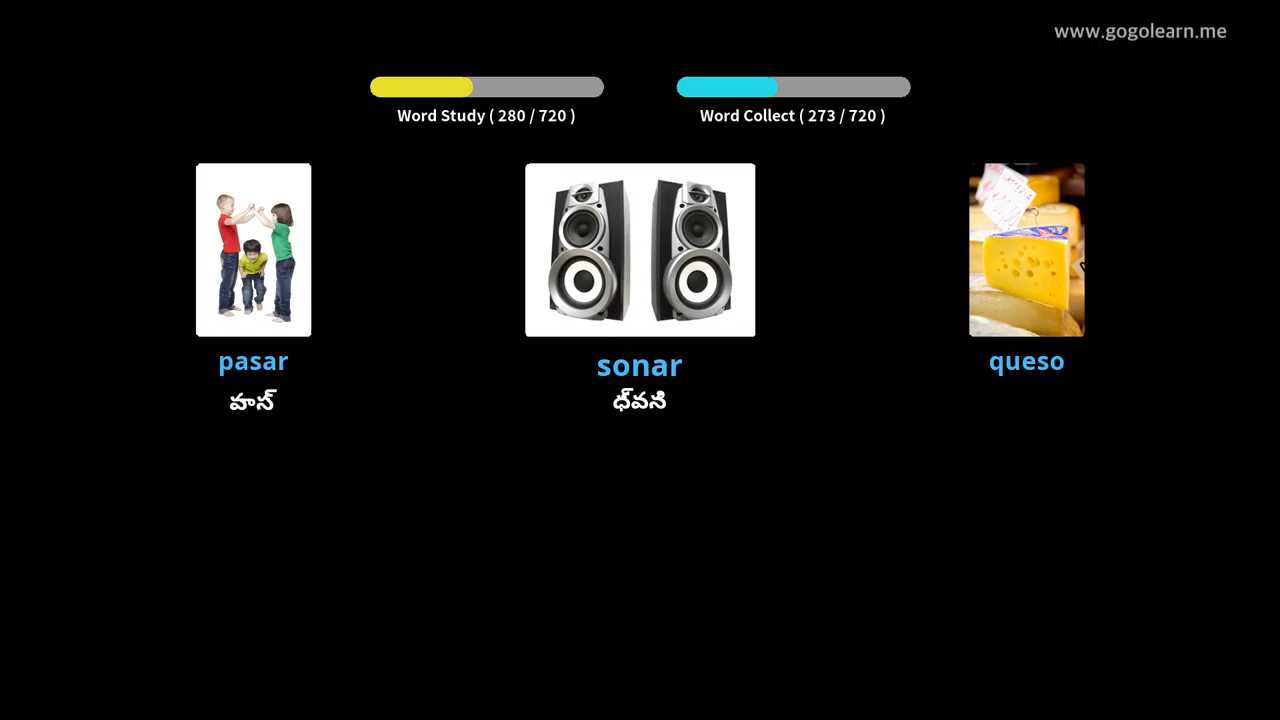 www.gogolearn.me
Word Study ( 280 / 720 )
Word Collect ( 273 / 720 )
pasar
sonar
queso
పాస్
ధ్వని